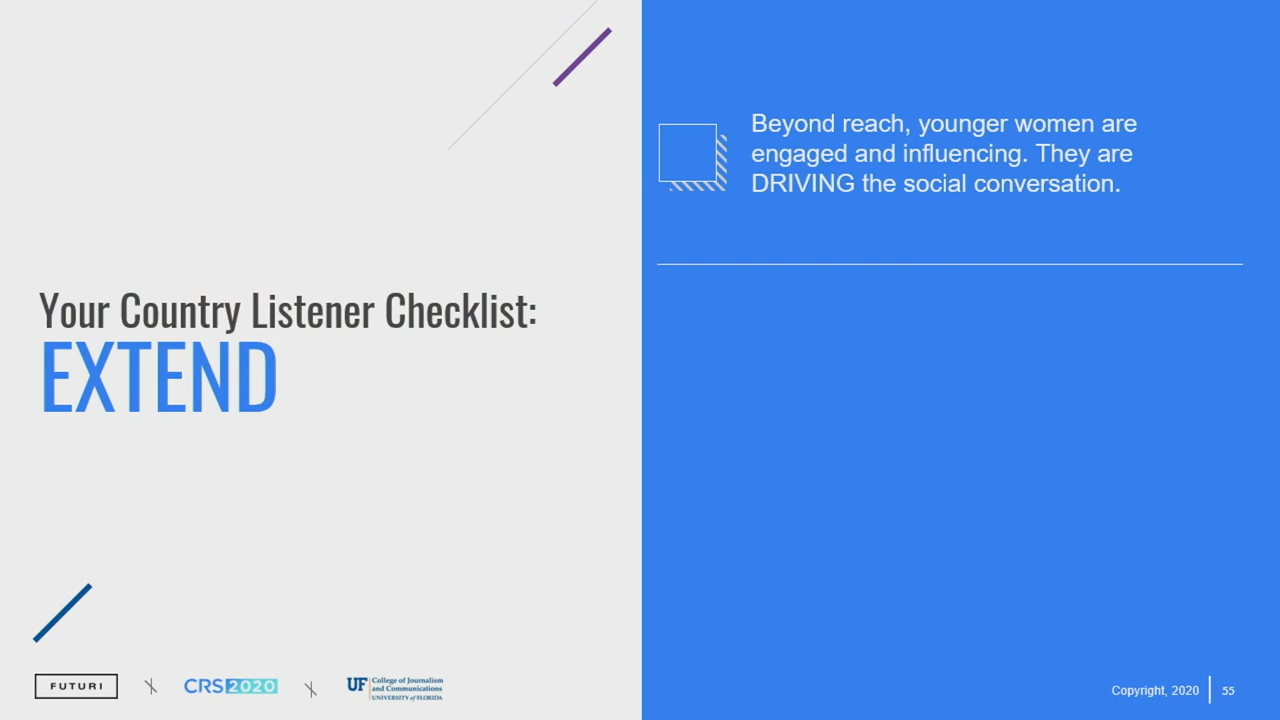 Beyond reach, younger women are
engaged and influencing. They are
DRIVING the social conversation.
Your Country Listener Checklist:
EXTEND
FUTURI
CRS2020
UF College of Journalism
and Communications
UNIVERSITY of FLORIDA
Copyright, 2020
55